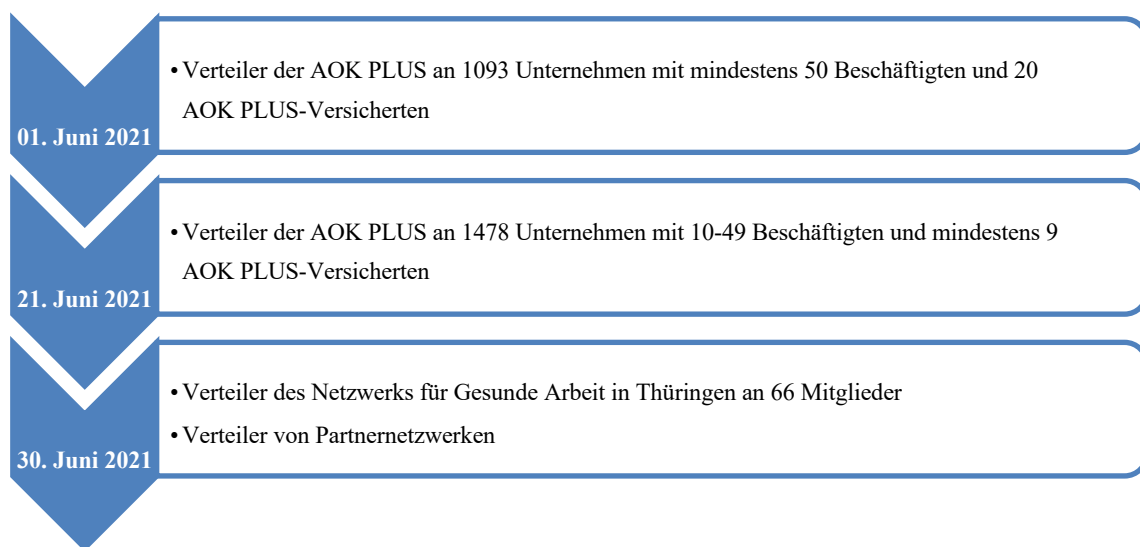 • Verteiler der AOK PLUS an 1093 Unternehmen mit mindestens 50 Beschäftigten und 20
AOK PLUS-Versicherten
01. Juni 2021
• Verteiler der AOK PLUS an 1478 Unternehmen mit 10-49 Beschäftigten und mindestens 9
AOK PLUS-Versicherten
21. Juni 2021
• Verteiler des Netzwerks für Gesunde Arbeit in Thüringen an 66 Mitglieder
• Verteiler von Partnernetzwerken
30. Juni 2021